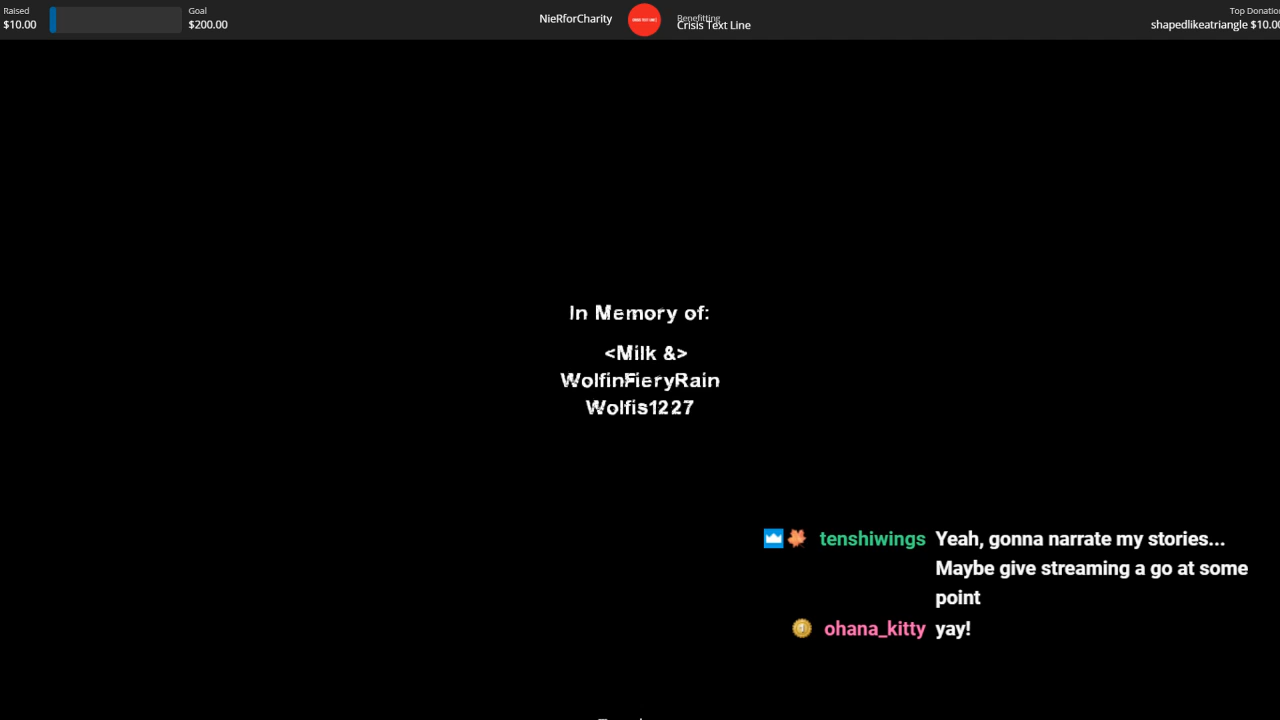 Raised
$10.00
Goal
$200.00
NieRforCharity
Benefitting
Crisis Text Line
Top Donation
shapedlikeatriangle $10.00
In Memory of:
<Milk &>
WolfinFieryRain
Wolfis1227
tenshiwings Yeah, gonna narrate my stories...
Maybe give streaming a go at some
point
ohana_kitty yay!